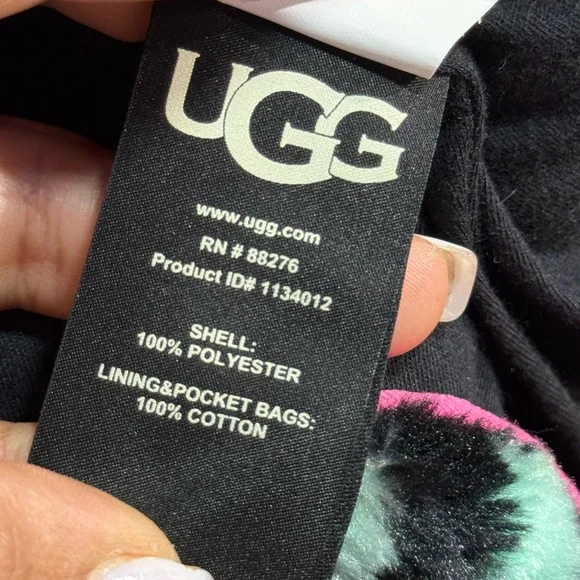 UGG
www.ugg.com
RN # 88276
Product ID# 1134012
SHELL:
100% POLYESTER
LINING&POCKET BAGS:
100% COTTON